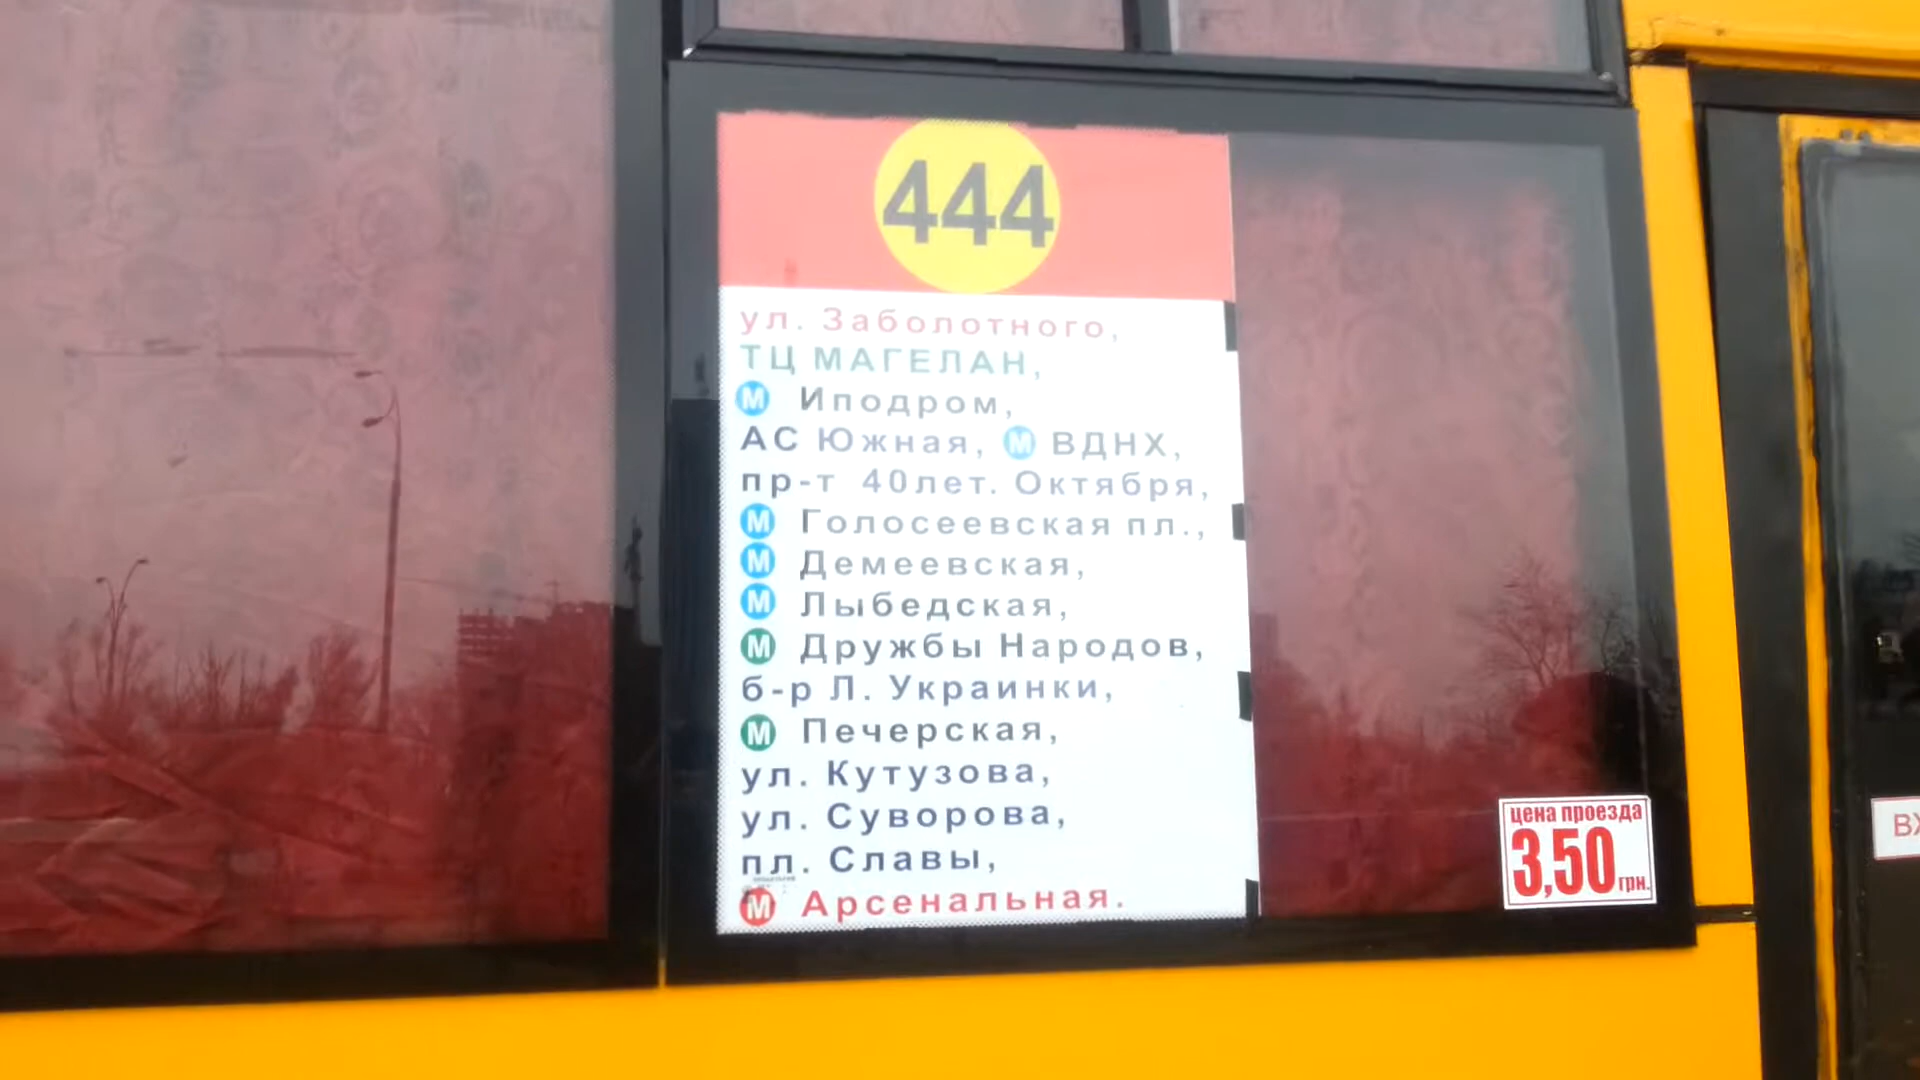 444
ул. Заболотного,
ТЦ МАГЕЛАН,
М Иподром,
АС Южная, М ВДНХ,
пр-т 40лет. Октября,
М Голосеевская пл.,
М Демеевская,
М Лыбедская,
М Дружбы Народов,
б-р Л. Украинки,
М Печерская,
ул. Кутузова,
ул. Суворова,
пл. Славы,
М Арсенальная.
цена проезда
3,50 грн.